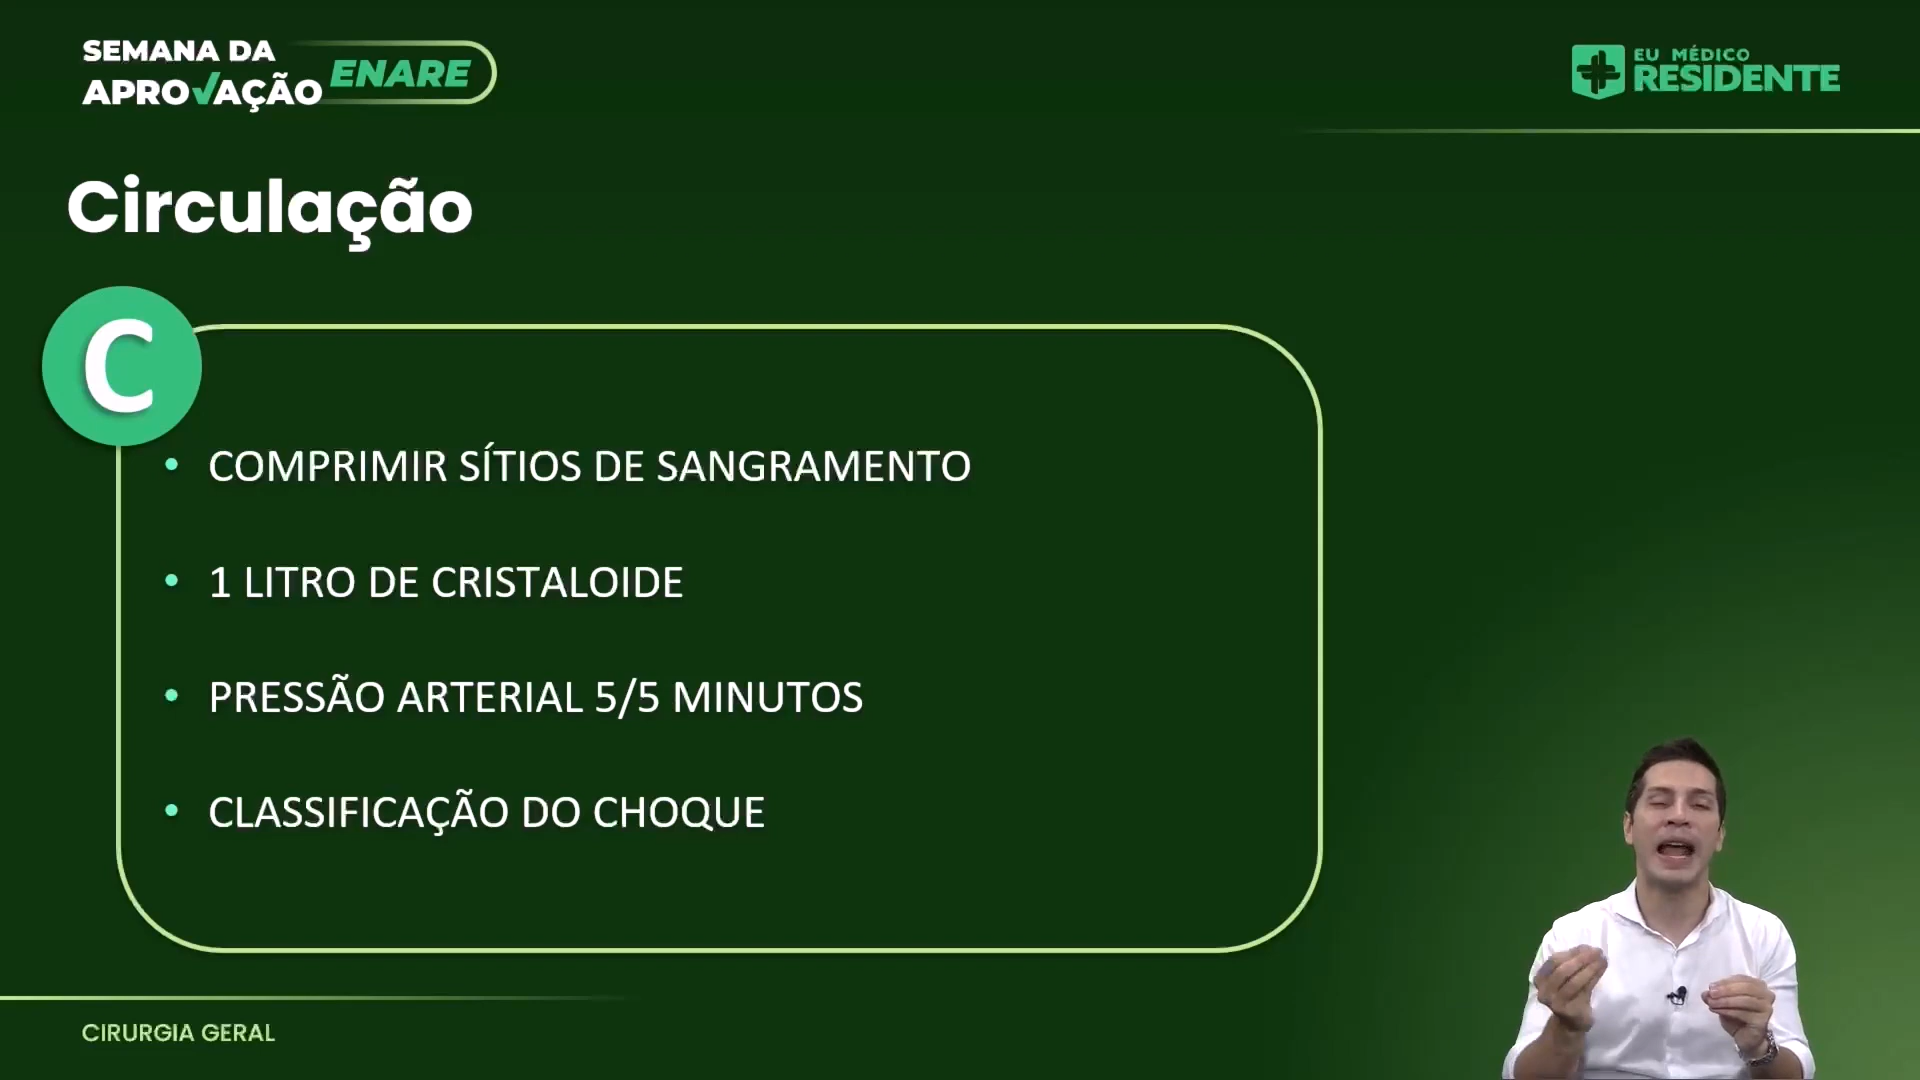 SEMANA DA
APROVAÇÃO ENARE
EU MÉDICO
RESIDENTE
Circulação
C
• COMPRIMIR SÍTIOS DE SANGRAMENTO
• 1 LITRO DE CRISTALOIDE
• PRESSÃO ARTERIAL 5/5 MINUTOS
• CLASSIFICAÇÃO DO CHOQUE
CIRURGIA GERAL